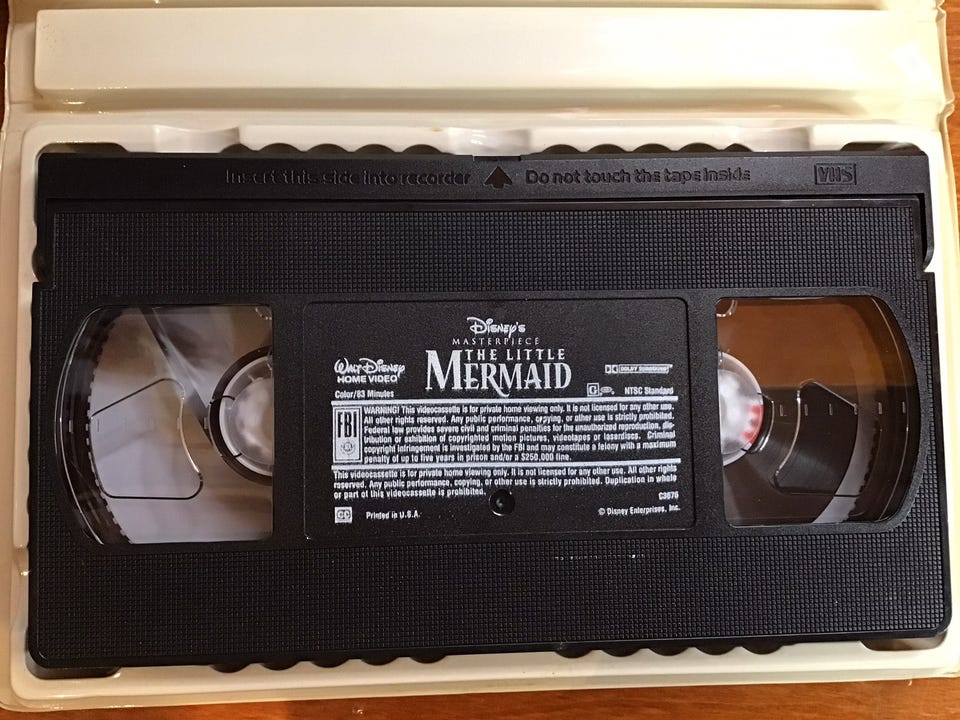 Insert this side into recorder Do not touch the tape inside VHS
Disney's
MASTERPIECE
THE LITTLE
MERMAID
WALT DISNEY
HOME VIDEO
DOLBY SURROUND
Color/83 Minutes
G
NTSC Standard
FBI
WARNING! This videocassette is for private home viewing only. It is not licensed for any other use.
All other rights reserved. Any public performance, copying, or other use is strictly prohibited.
Federal law provides severe civil and criminal penalties for the unauthorized reproduction, dis-
tribution or exhibition of copyrighted motion pictures, videotapes or laserdiscs. Criminal
copyright infringement is investigated by the FBI and may constitute a felony with a maximum
penalty of up to five years in prison and/or a $250,000 fine.
This videocassette is for private home viewing only. It is not licensed for any other use. All other rights
reserved. Any public performance, copying, or other use is strictly prohibited. Duplication in whole
or part of this videocassette is prohibited.
C3675
CC
Printed in U.S.A.
© Disney Enterprises, Inc.